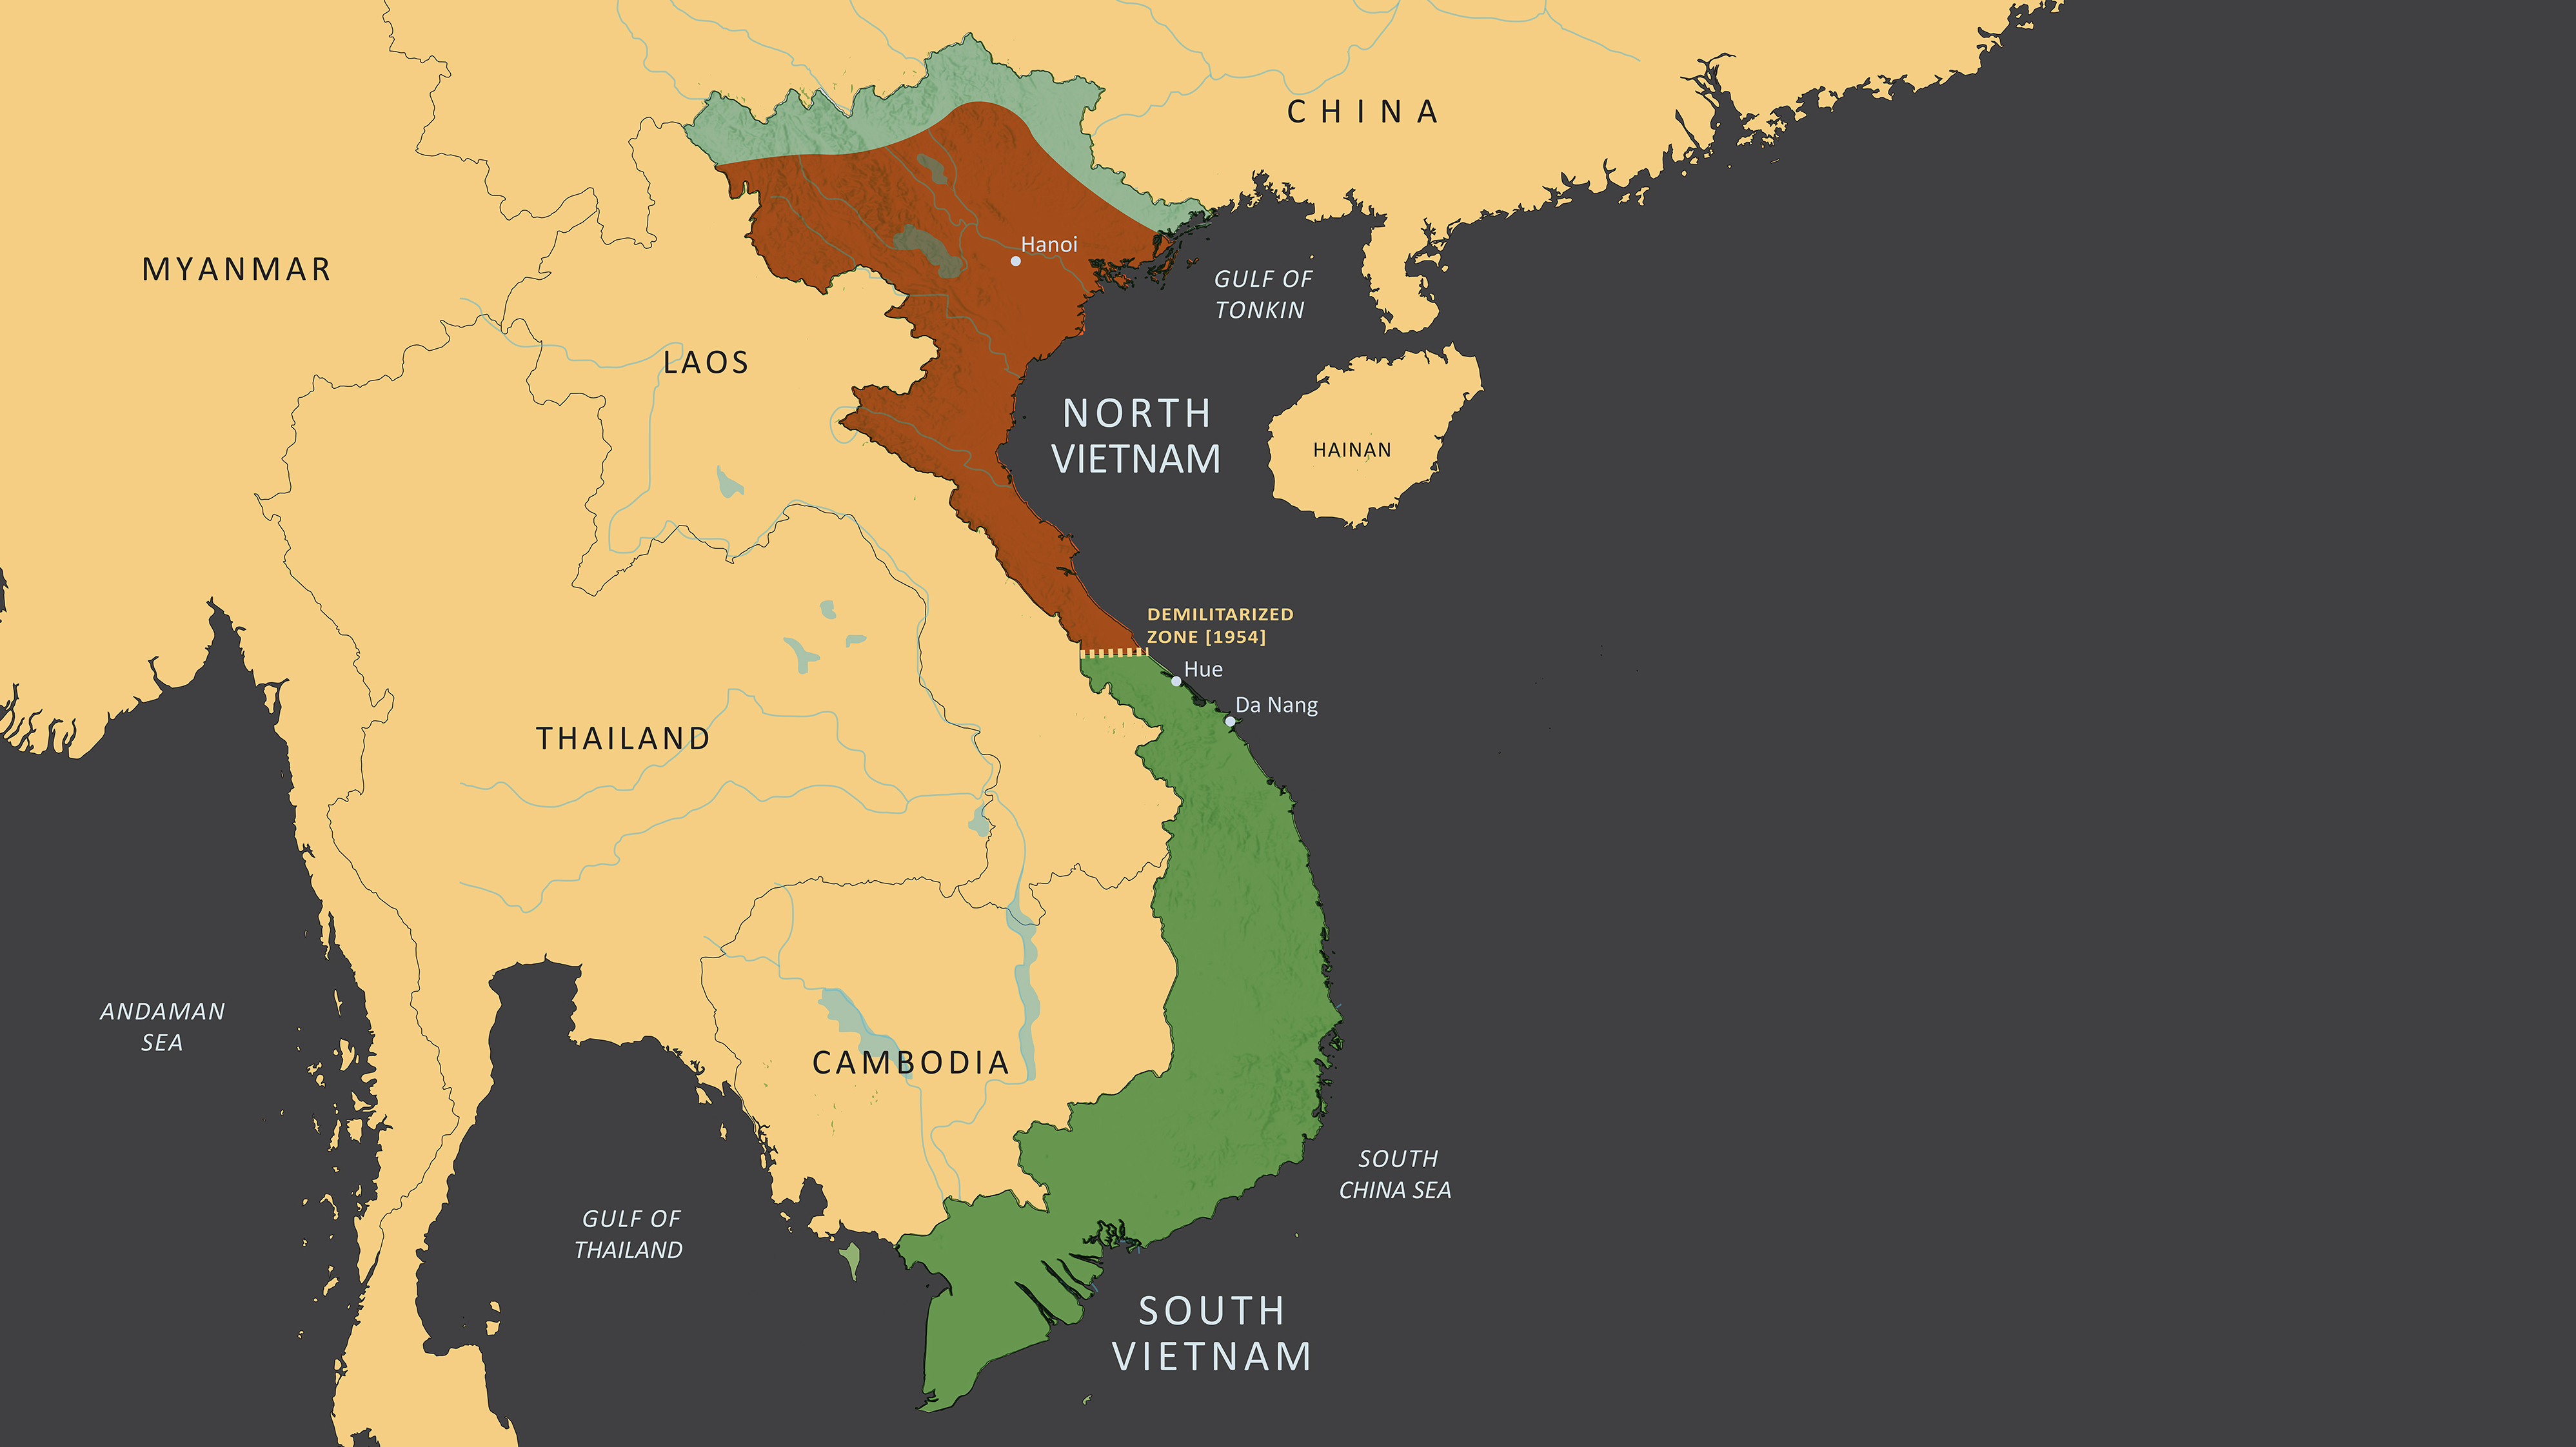 CHINA
Hanoi
MYANMAR
GULF OF
TONKIN
LAOS
NORTH
VIETNAM
HAINAN
DEMILITARIZED
ZONE [1954]
Hue
Da Nang
THAILAND
ANDAMAN
SEA
CAMBODIA
SOUTH
CHINA SEA
GULF OF
THAILAND
SOUTH
VIETNAM